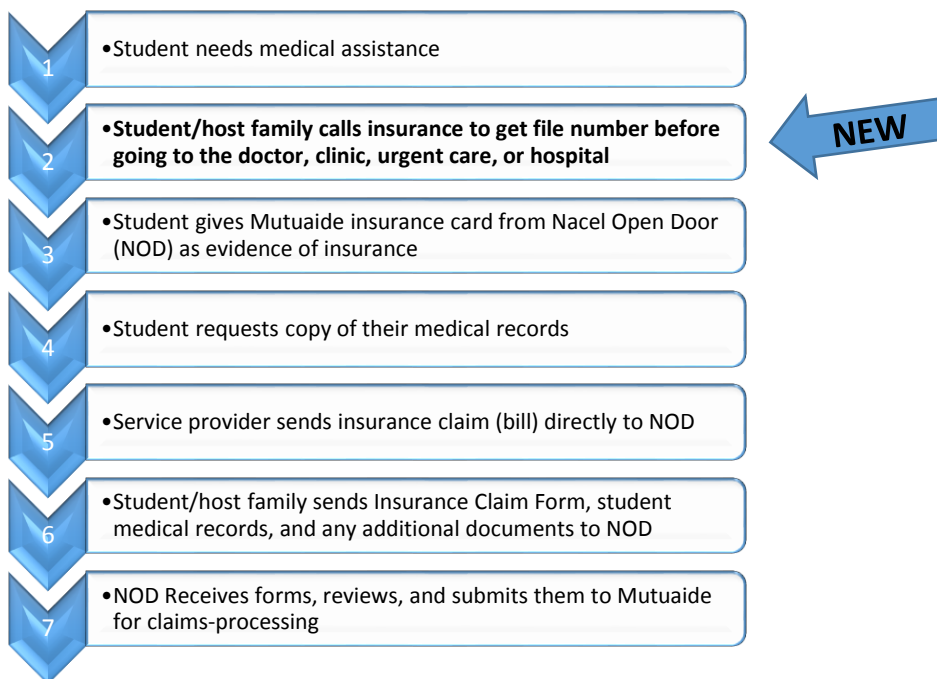 1
•Student needs medical assistance
2
•Student/host family calls insurance to get file number before
going to the doctor, clinic, urgent care, or hospital
NEW
3
•Student gives Mutuaide insurance card from Nacel Open Door
(NOD) as evidence of insurance
4
•Student requests copy of their medical records
5
•Service provider sends insurance claim (bill) directly to NOD
6
•Student/host family sends Insurance Claim Form, student
medical records, and any additional documents to NOD
7
•NOD Receives forms, reviews, and submits them to Mutuaide
for claims-processing